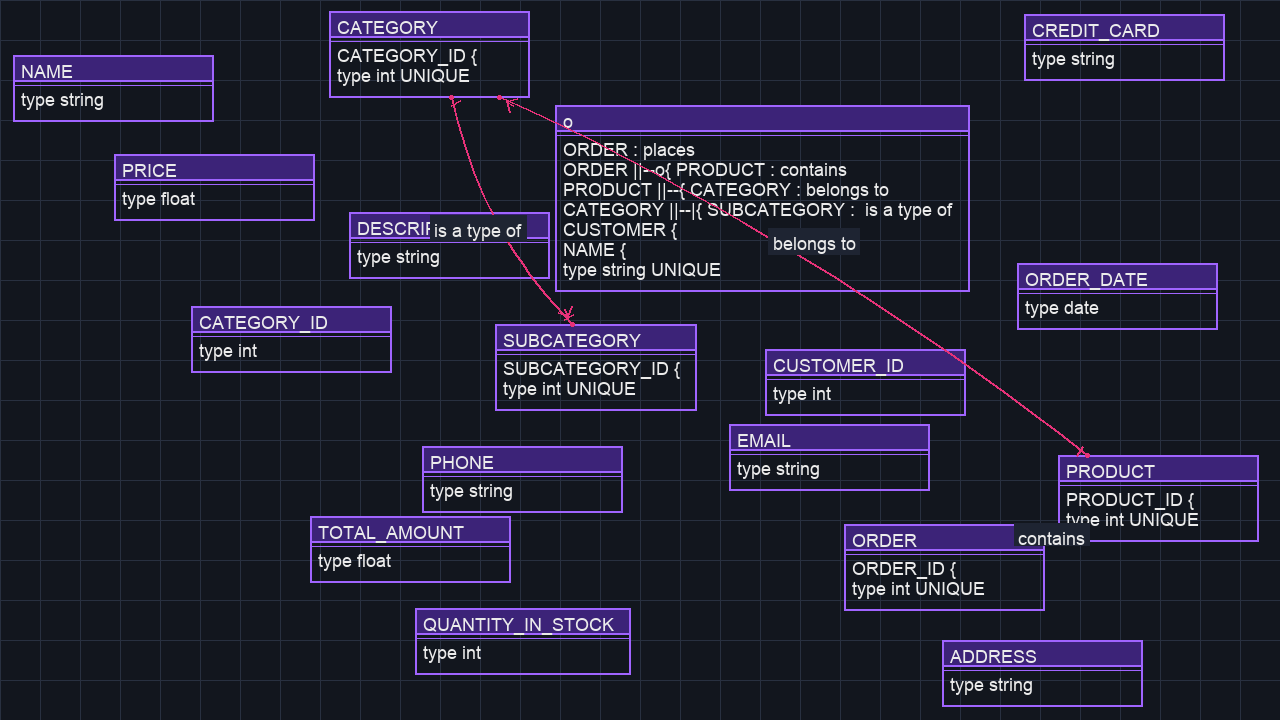 CATEGORY
CATEGORY_ID {
type int UNIQUE
CREDIT_CARD
type string
NAME
type string
o
ORDER : places
ORDER ||--o{ PRODUCT : contains
PRODUCT ||--{ CATEGORY : belongs to
CATEGORY ||--|{ SUBCATEGORY :  is a type of
CUSTOMER {
NAME {
type string UNIQUE
PRICE
type float
is a type of
type string
belongs to
ORDER_DATE
type date
CATEGORY_ID
type int
SUBCATEGORY
SUBCATEGORY_ID {
type int UNIQUE
CUSTOMER_ID
type int
EMAIL
type string
PHONE
type string
PRODUCT
PRODUCT_ID {
type int UNIQUE
TOTAL_AMOUNT
type float
ORDER
contains
ORDER_ID {
type int UNIQUE
QUANTITY_IN_STOCK
type int
ADDRESS
type string